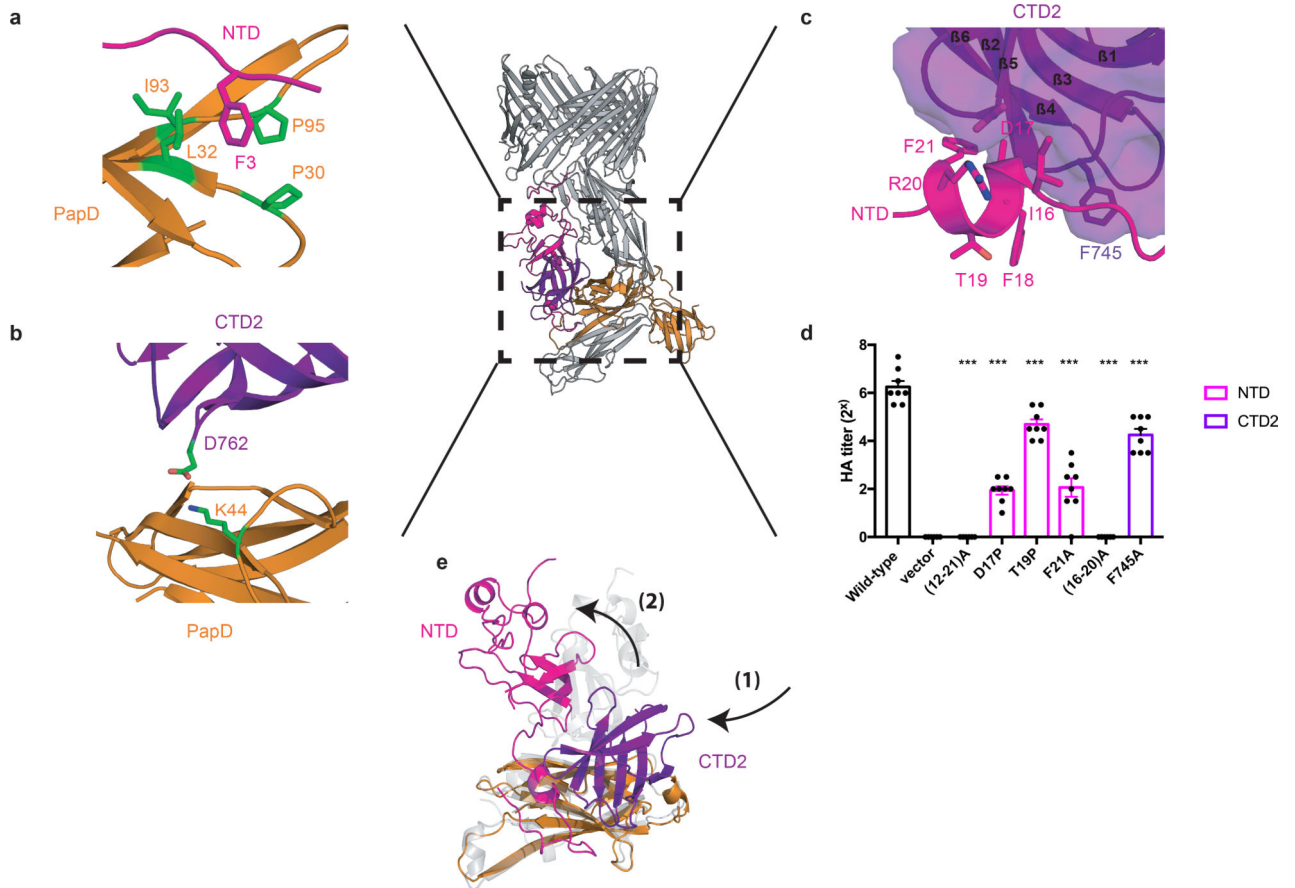 a
NTD
I93
P95
L32
F3
P30
PapD
b
CTD2
D762
K44
PapD
c
CTD2
ß6
ß2
ß5
ß1
ß3
ß4
D17
F21
R20
NTD
I16
F745
T19
F18
d
HA titer (2ˣ)
8
6
4
2
0
***
***
***
***
***
***
Wild-type
vector
(12-21)A
D17P
T19P
F21A
(16-20)A
F745A
NTD
CTD2
e
NTD
(2)
(1)
CTD2